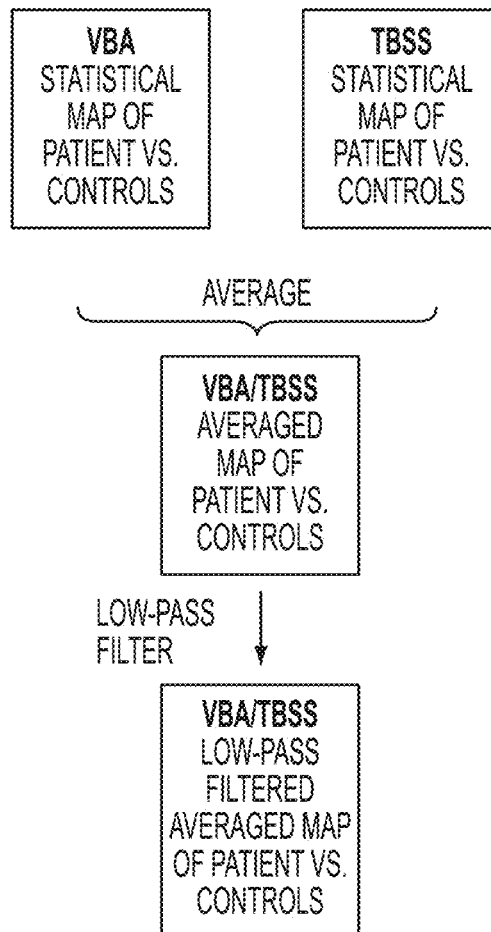 VBA
STATISTICAL
MAP OF
PATIENT VS.
CONTROLS
TBSS
STATISTICAL
MAP OF
PATIENT VS.
CONTROLS
AVERAGE
VBA/TBSS
AVERAGED
MAP OF
PATIENT VS.
CONTROLS
LOW-PASS
FILTER
VBA/TBSS
LOW-PASS
FILTERED
AVERAGED MAP
OF PATIENT VS.
CONTROLS